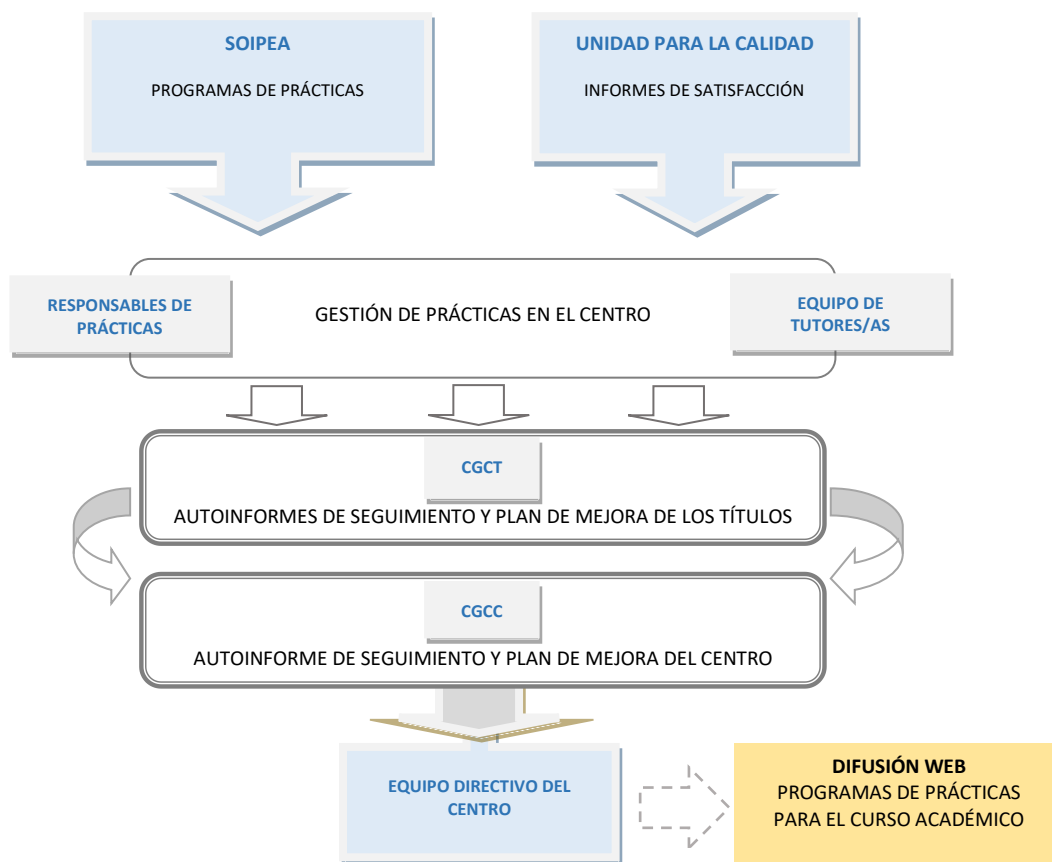 SOIPEA
PROGRAMAS DE PRÁCTICAS
UNIDAD PARA LA CALIDAD
INFORMES DE SATISFACCIÓN
RESPONSABLES DE
PRÁCTICAS
GESTIÓN DE PRÁCTICAS EN EL CENTRO
EQUIPO DE
TUTORES/AS
CGCT
AUTOINFORMES DE SEGUIMIENTO Y PLAN DE MEJORA DE LOS TÍTULOS
CGCC
AUTOINFORME DE SEGUIMIENTO Y PLAN DE MEJORA DEL CENTRO
EQUIPO DIRECTIVO DEL
CENTRO
DIFUSIÓN WEB
PROGRAMAS DE PRÁCTICAS
PARA EL CURSO ACADÉMICO